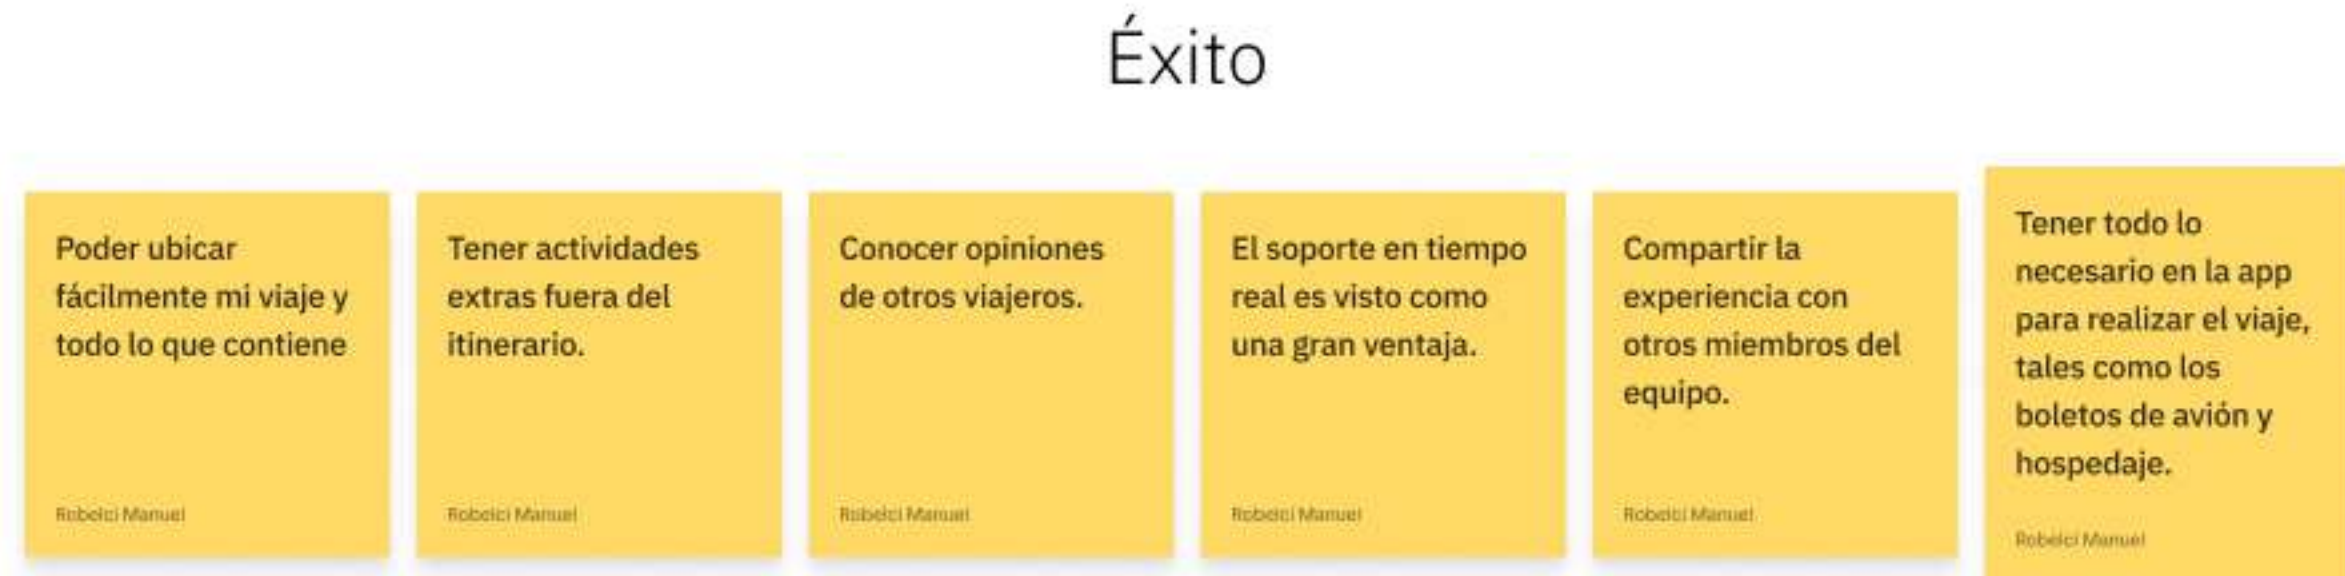 Éxito
Poder ubicar
fácilmente mi viaje y
todo lo que contiene
Robelci Manuel
Tener actividades
extras fuera del
itinerario.
Robelci Manuel
Conocer opiniones
de otros viajeros.
Robelci Manuel
El soporte en tiempo
real es visto como
una gran ventaja.
Robelci Manuel
Compartir la
experiencia con
otros miembros del
equipo.
Robelci Manuel
Tener todo lo
necesario en la app
para realizar el viaje,
tales como los
boletos de avión y
hospedaje.
Robelci Manuel